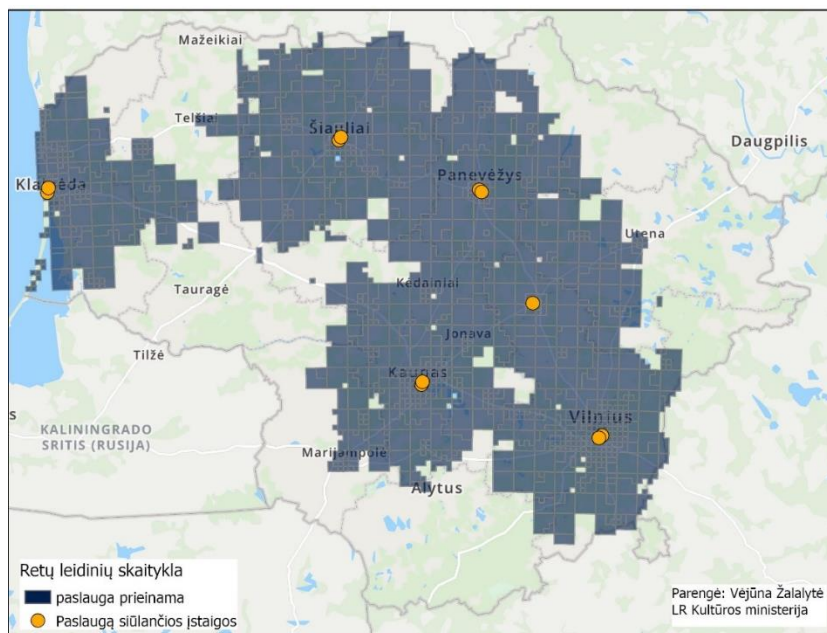 Mažeikiai
Telšiai
Šiauliai
Daugpilis
Panevėžys
Klaipėda
Utena
Tauragė
Kėdainiai
Jonava
Tilžė
Kaunas
Vilnius
KALININGRADO
SRITIS (RUSIJA)
Marijampolė
Alytus
Retų leidinių skaitykla
paslauga prieinama
Paslaugą siūlančios įstaigos
Parengė: Vėjūna Žalalytė
LR Kultūros ministerija